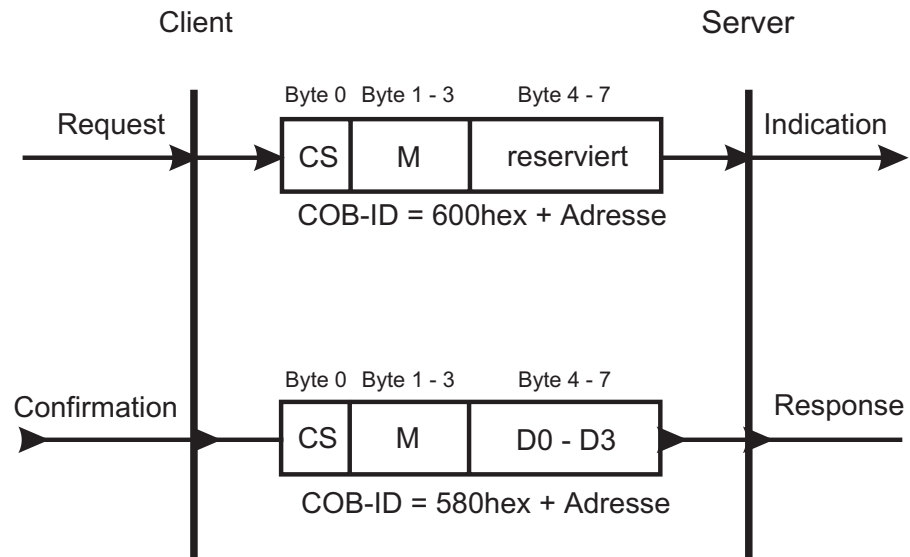 Client
Server
Byte 0 Byte 1 - 3 Byte 4 - 7
Request
Indication
CS M reserviert
COB-ID = 600hex + Adresse
Byte 0 Byte 1 - 3 Byte 4 - 7
Confirmation
Response
CS M D0 - D3
COB-ID = 580hex + Adresse